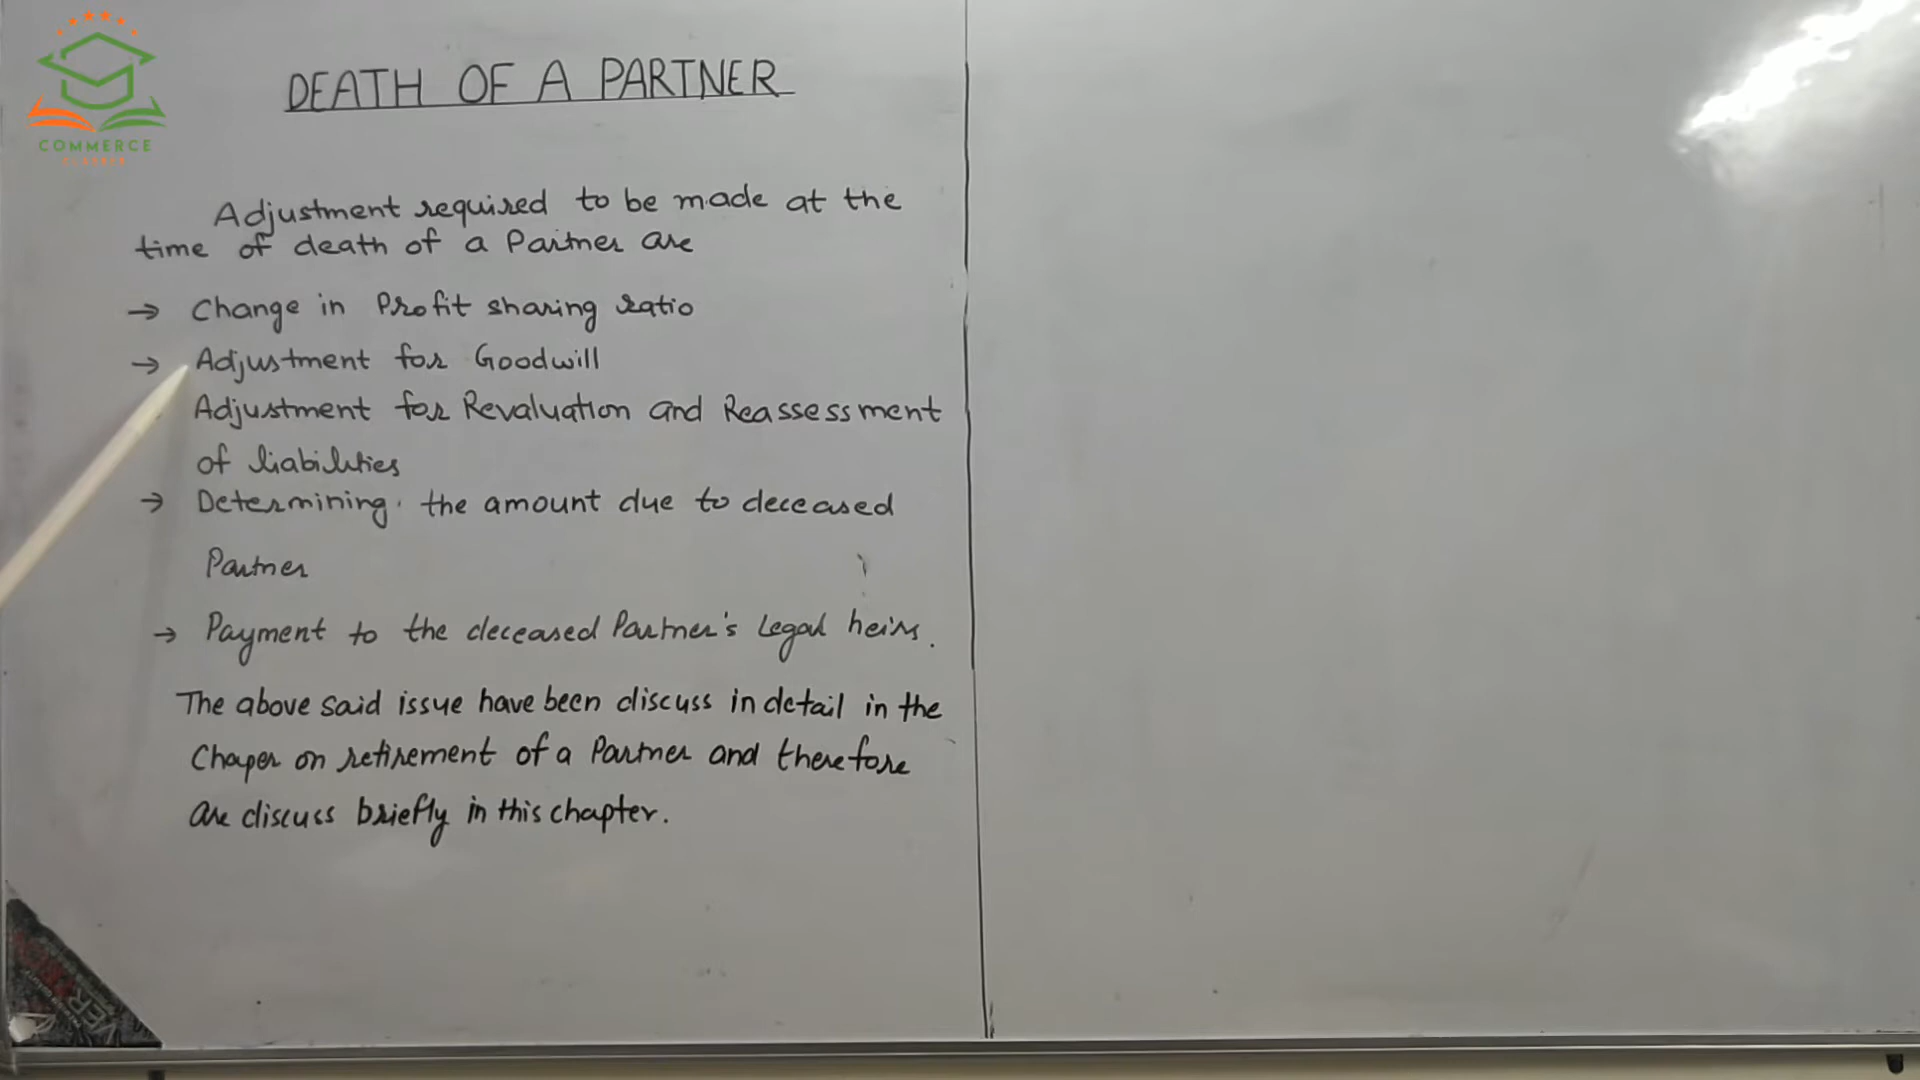 COMMERCE
DEATH OF A PARTNER
Adjustment required to be made at the
time of death of a Partner are
→ Change in Profit sharing ratio
→ Adjustment for Goodwill
Adjustment for Revaluation and Reassessment
of liabilities
→ Determining the amount due to deceased
Partner
→ Payment to the deceased Partner's Legal heirs.
The above said issue have been discuss in detail in the
Chaper on retirement of a Partner and therefore
are discuss briefly in this chapter.